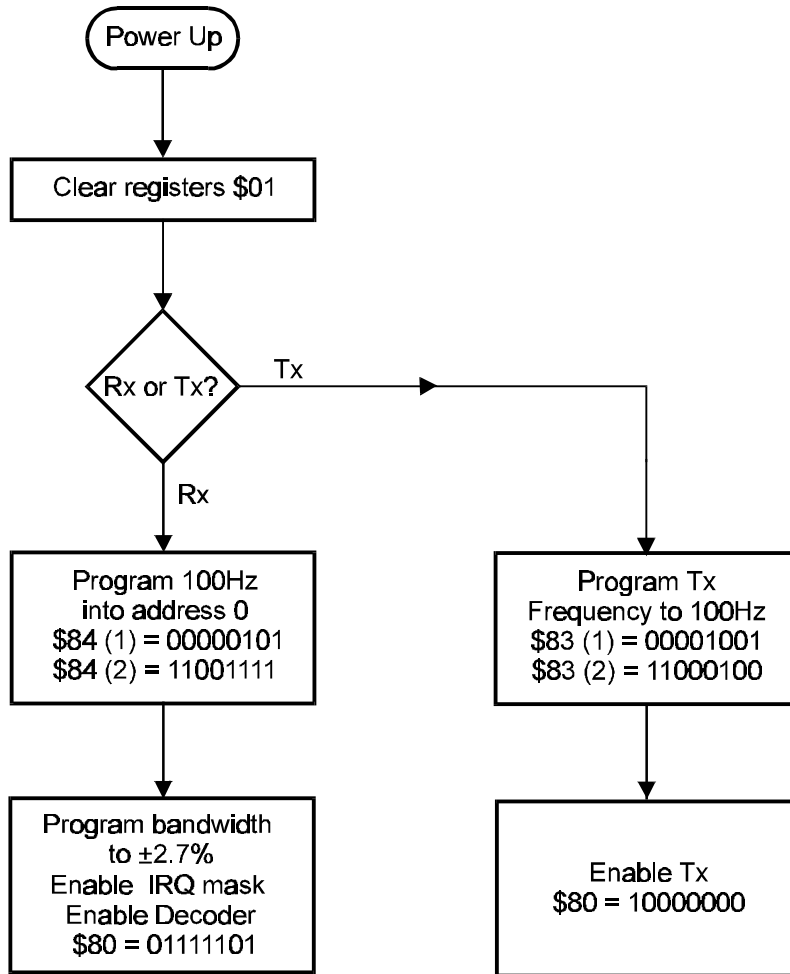 Power Up
Clear registers $01
Rx or Tx?
Tx
Rx
Program 100Hz
into address 0
$84 (1) = 00000101
$84 (2) = 11001111
Program Tx
Frequency to 100Hz
$83 (1) = 00001001
$83 (2) = 11000100
Program bandwidth
to ±2.7%
Enable IRQ mask
Enable Decoder
$80 = 01111101
Enable Tx
$80 = 10000000